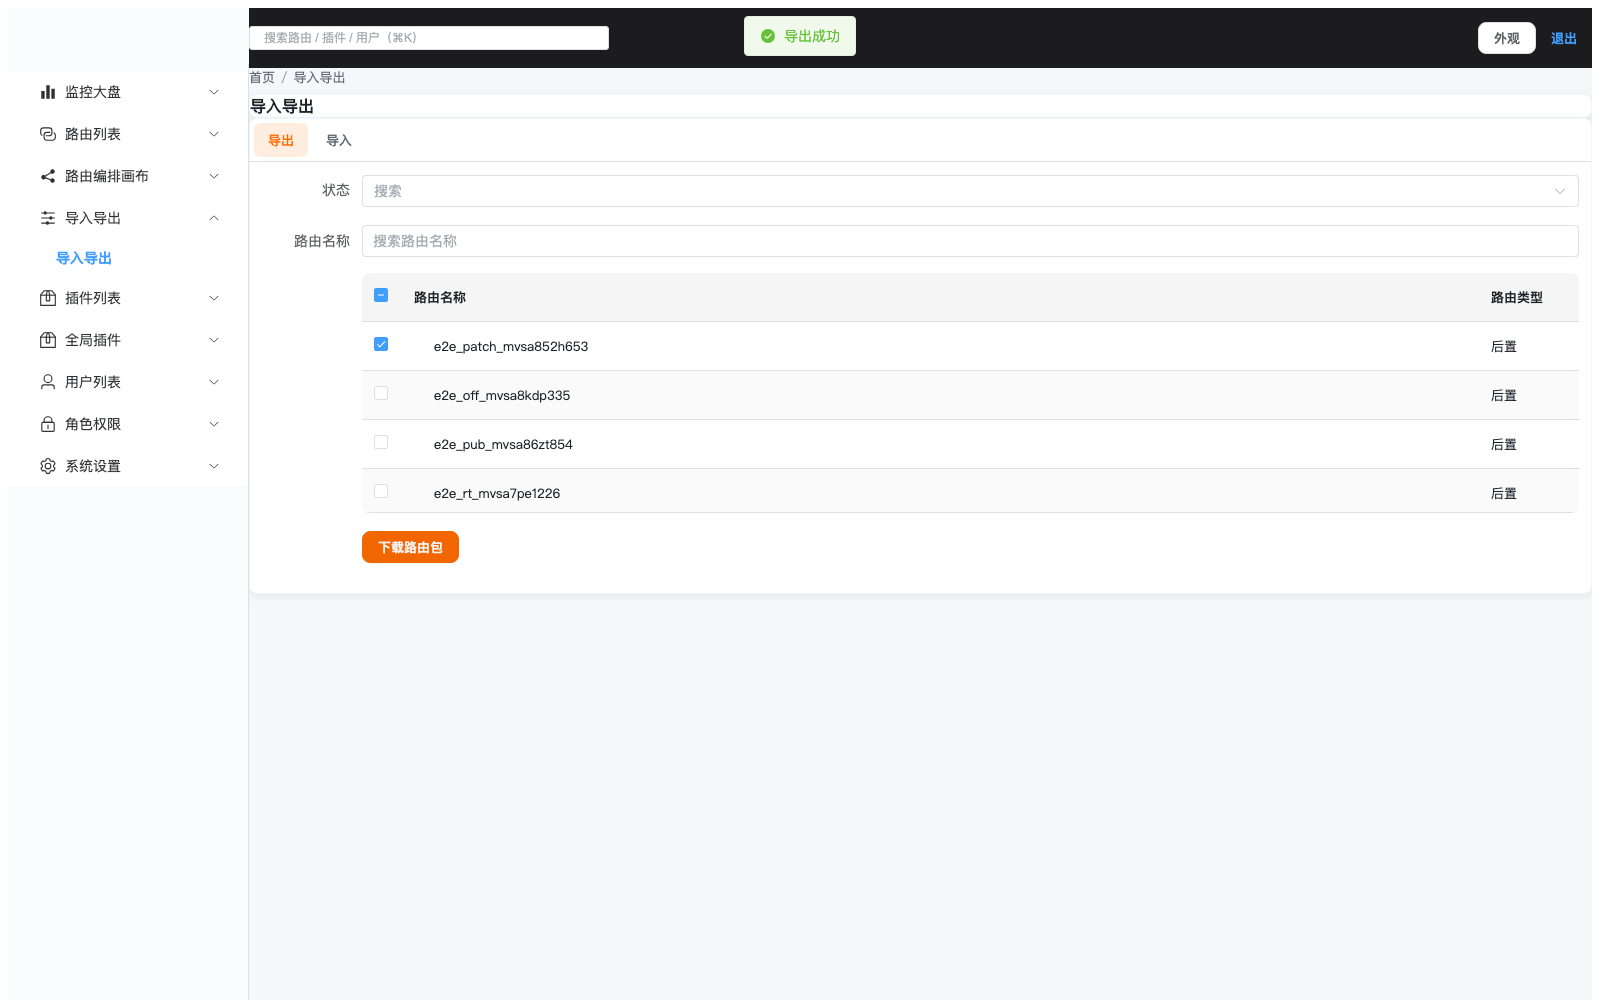 搜索路由 / 插件 / 用户（⌘K）
导出成功
外观
退出
监控大盘
路由列表
路由编排画布
导入导出
导入导出
插件列表
全局插件
用户列表
角色权限
系统设置
首页 / 导入导出
导入导出
导出 导入
状态 搜索
路由名称 搜索路由名称
路由名称 路由类型
e2e_patch_mvsa852h653 后置
e2e_off_mvsa8kdp335 后置
e2e_pub_mvsa86zt854 后置
e2e_rt_mvsa7pe1226 后置
下载路由包